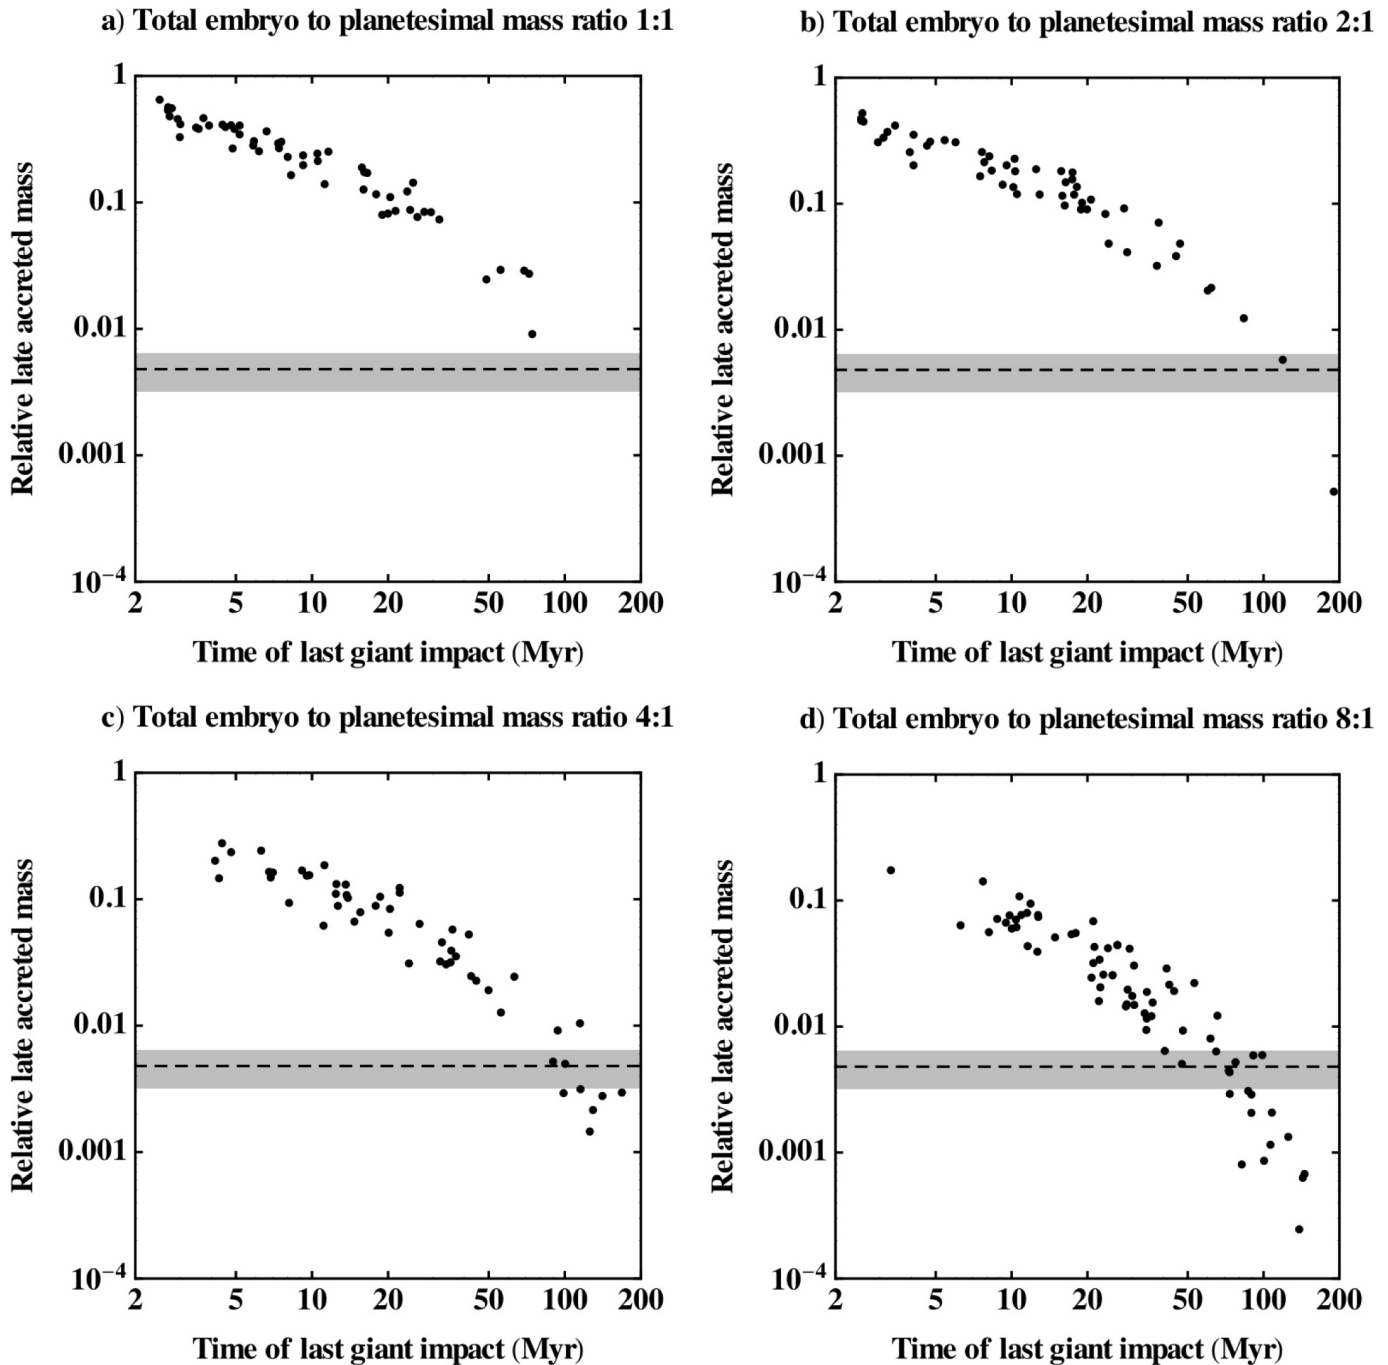 a) Total embryo to planetesimal mass ratio 1:1
Relative late accreted mass
1
0.1
0.01
0.001
10⁻⁴
2 5 10 20 50 100 200
Time of last giant impact (Myr)
b) Total embryo to planetesimal mass ratio 2:1
Relative late accreted mass
1
0.1
0.01
0.001
10⁻⁴
2 5 10 20 50 100 200
Time of last giant impact (Myr)
c) Total embryo to planetesimal mass ratio 4:1
Relative late accreted mass
1
0.1
0.01
0.001
10⁻⁴
2 5 10 20 50 100 200
Time of last giant impact (Myr)
d) Total embryo to planetesimal mass ratio 8:1
Relative late accreted mass
1
0.1
0.01
0.001
10⁻⁴
2 5 10 20 50 100 200
Time of last giant impact (Myr)